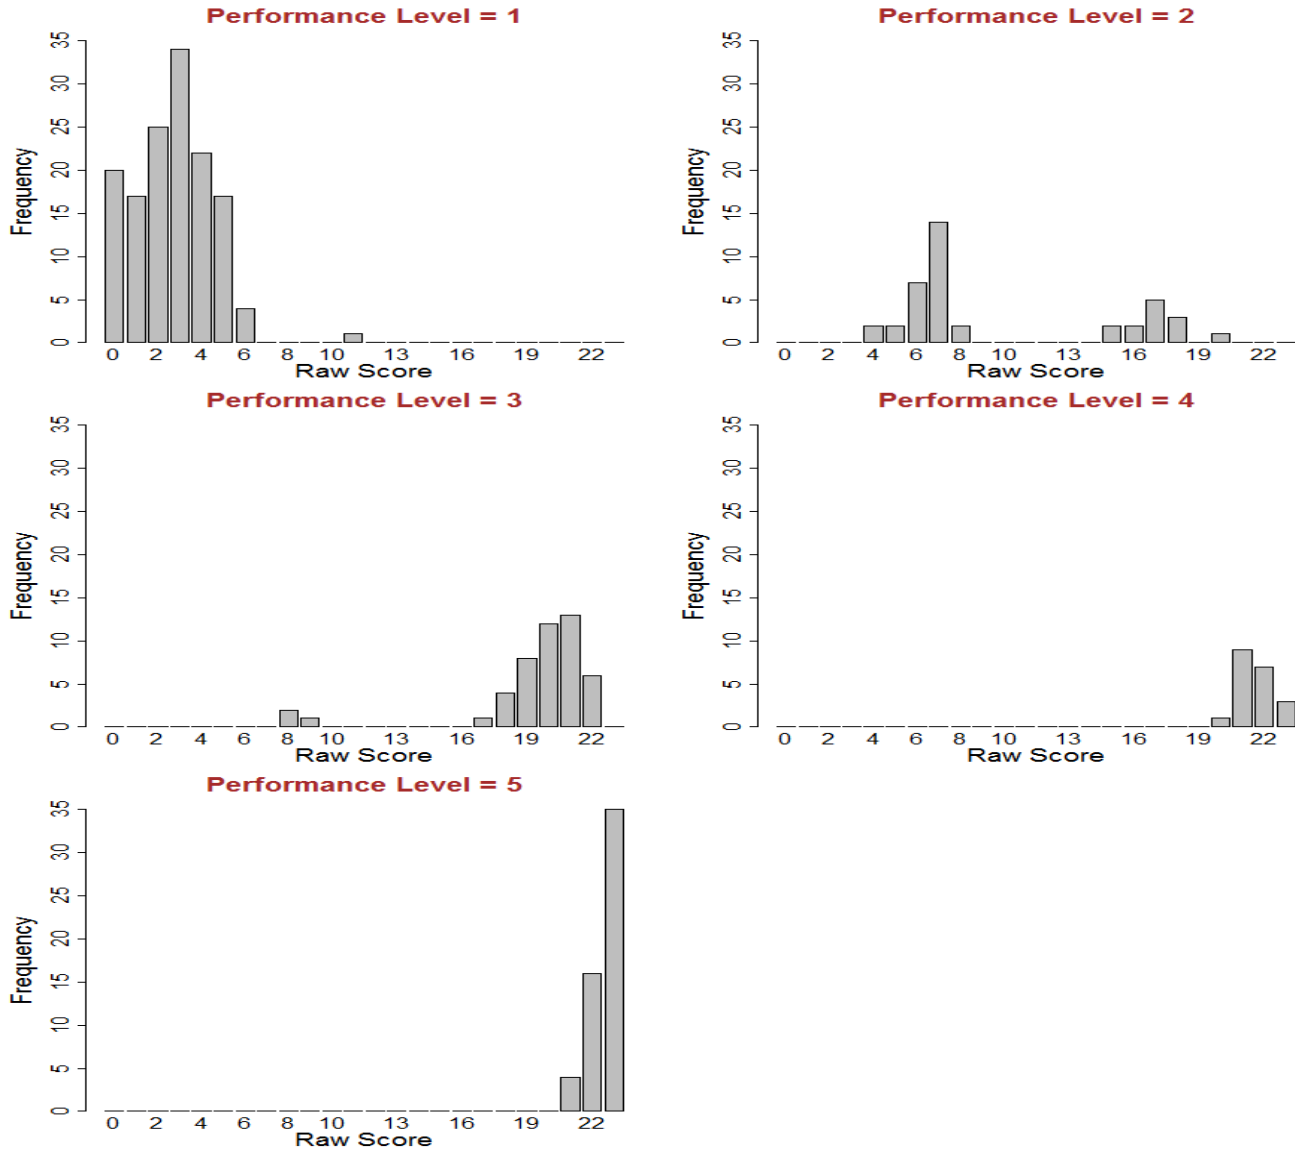 Performance Level = 1
Frequency
0 5 10 15 20 25 30 35
0 2 4 6 8 10 13 16 19 22
Raw Score
Performance Level = 2
Frequency
0 5 10 15 20 25 30 35
0 2 4 6 8 10 13 16 19 22
Raw Score
Performance Level = 3
Frequency
0 5 10 15 20 25 30 35
0 2 4 6 8 10 13 16 19 22
Raw Score
Performance Level = 4
Frequency
0 5 10 15 20 25 30 35
0 2 4 6 8 10 13 16 19 22
Raw Score
Performance Level = 5
Frequency
0 5 10 15 20 25 30 35
0 2 4 6 8 10 13 16 19 22
Raw Score